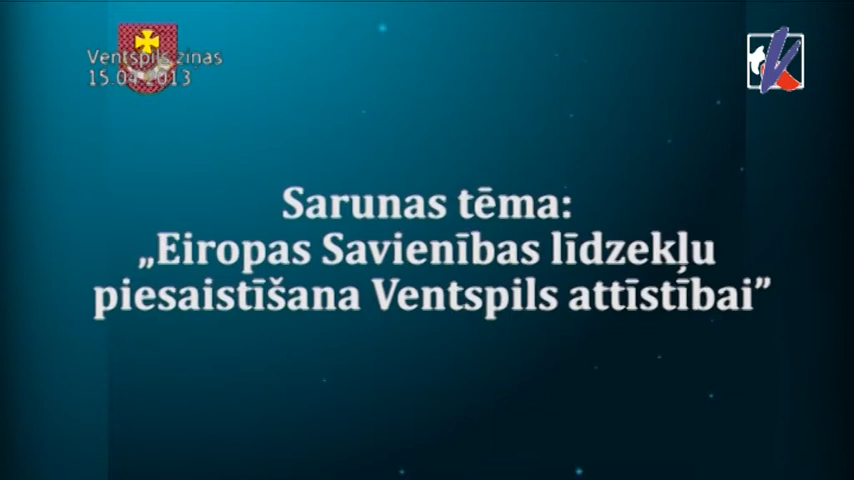 Ventspils ziņas
15.04.2013
Sarunas tēma:
„Eiropas Savienības līdzekļu
piesaistīšana Ventspils attīstībai”